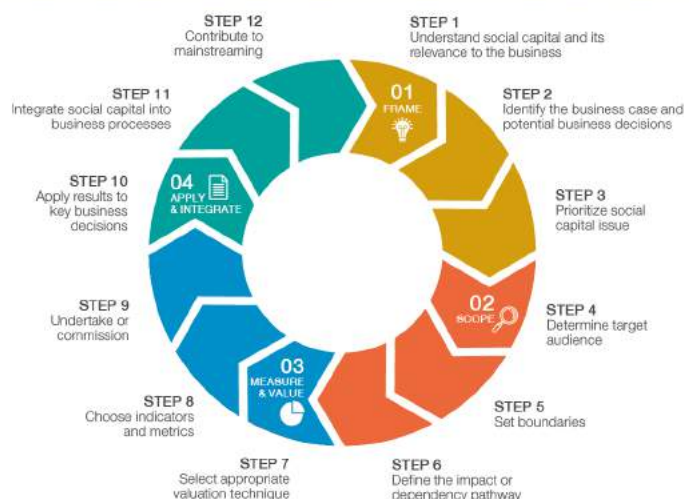 STEP 1
Understand social capital and its
relevance to the business
STEP 2
Identify the business case and
potential business decisions
STEP 3
Prioritize social
capital issue
STEP 4
Determine target
audience
STEP 5
Set boundaries
STEP 6
Define the impact or
dependency pathway
STEP 7
Select appropriate
valuation technique
STEP 8
Choose indicators
and metrics
STEP 9
Undertake or
commission
STEP 10
Apply results to
key business
decisions
STEP 11
Integrate social capital into
business processes
STEP 12
Contribute to
mainstreaming
01
FRAME
02
SCOPE
03
MEASURE
& VALUE
04
APPLY
& INTEGRATE